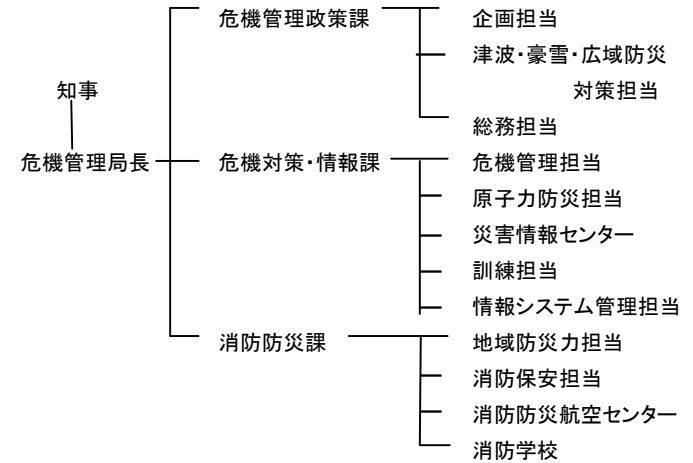 知事
危機管理局長
危機管理政策課
企画担当
津波・豪雪・広域防災
対策担当
総務担当
危機対策・情報課
危機管理担当
原子力防災担当
災害情報センター
訓練担当
情報システム管理担当
消防防災課
地域防災力担当
消防保安担当
消防防災航空センター
消防学校